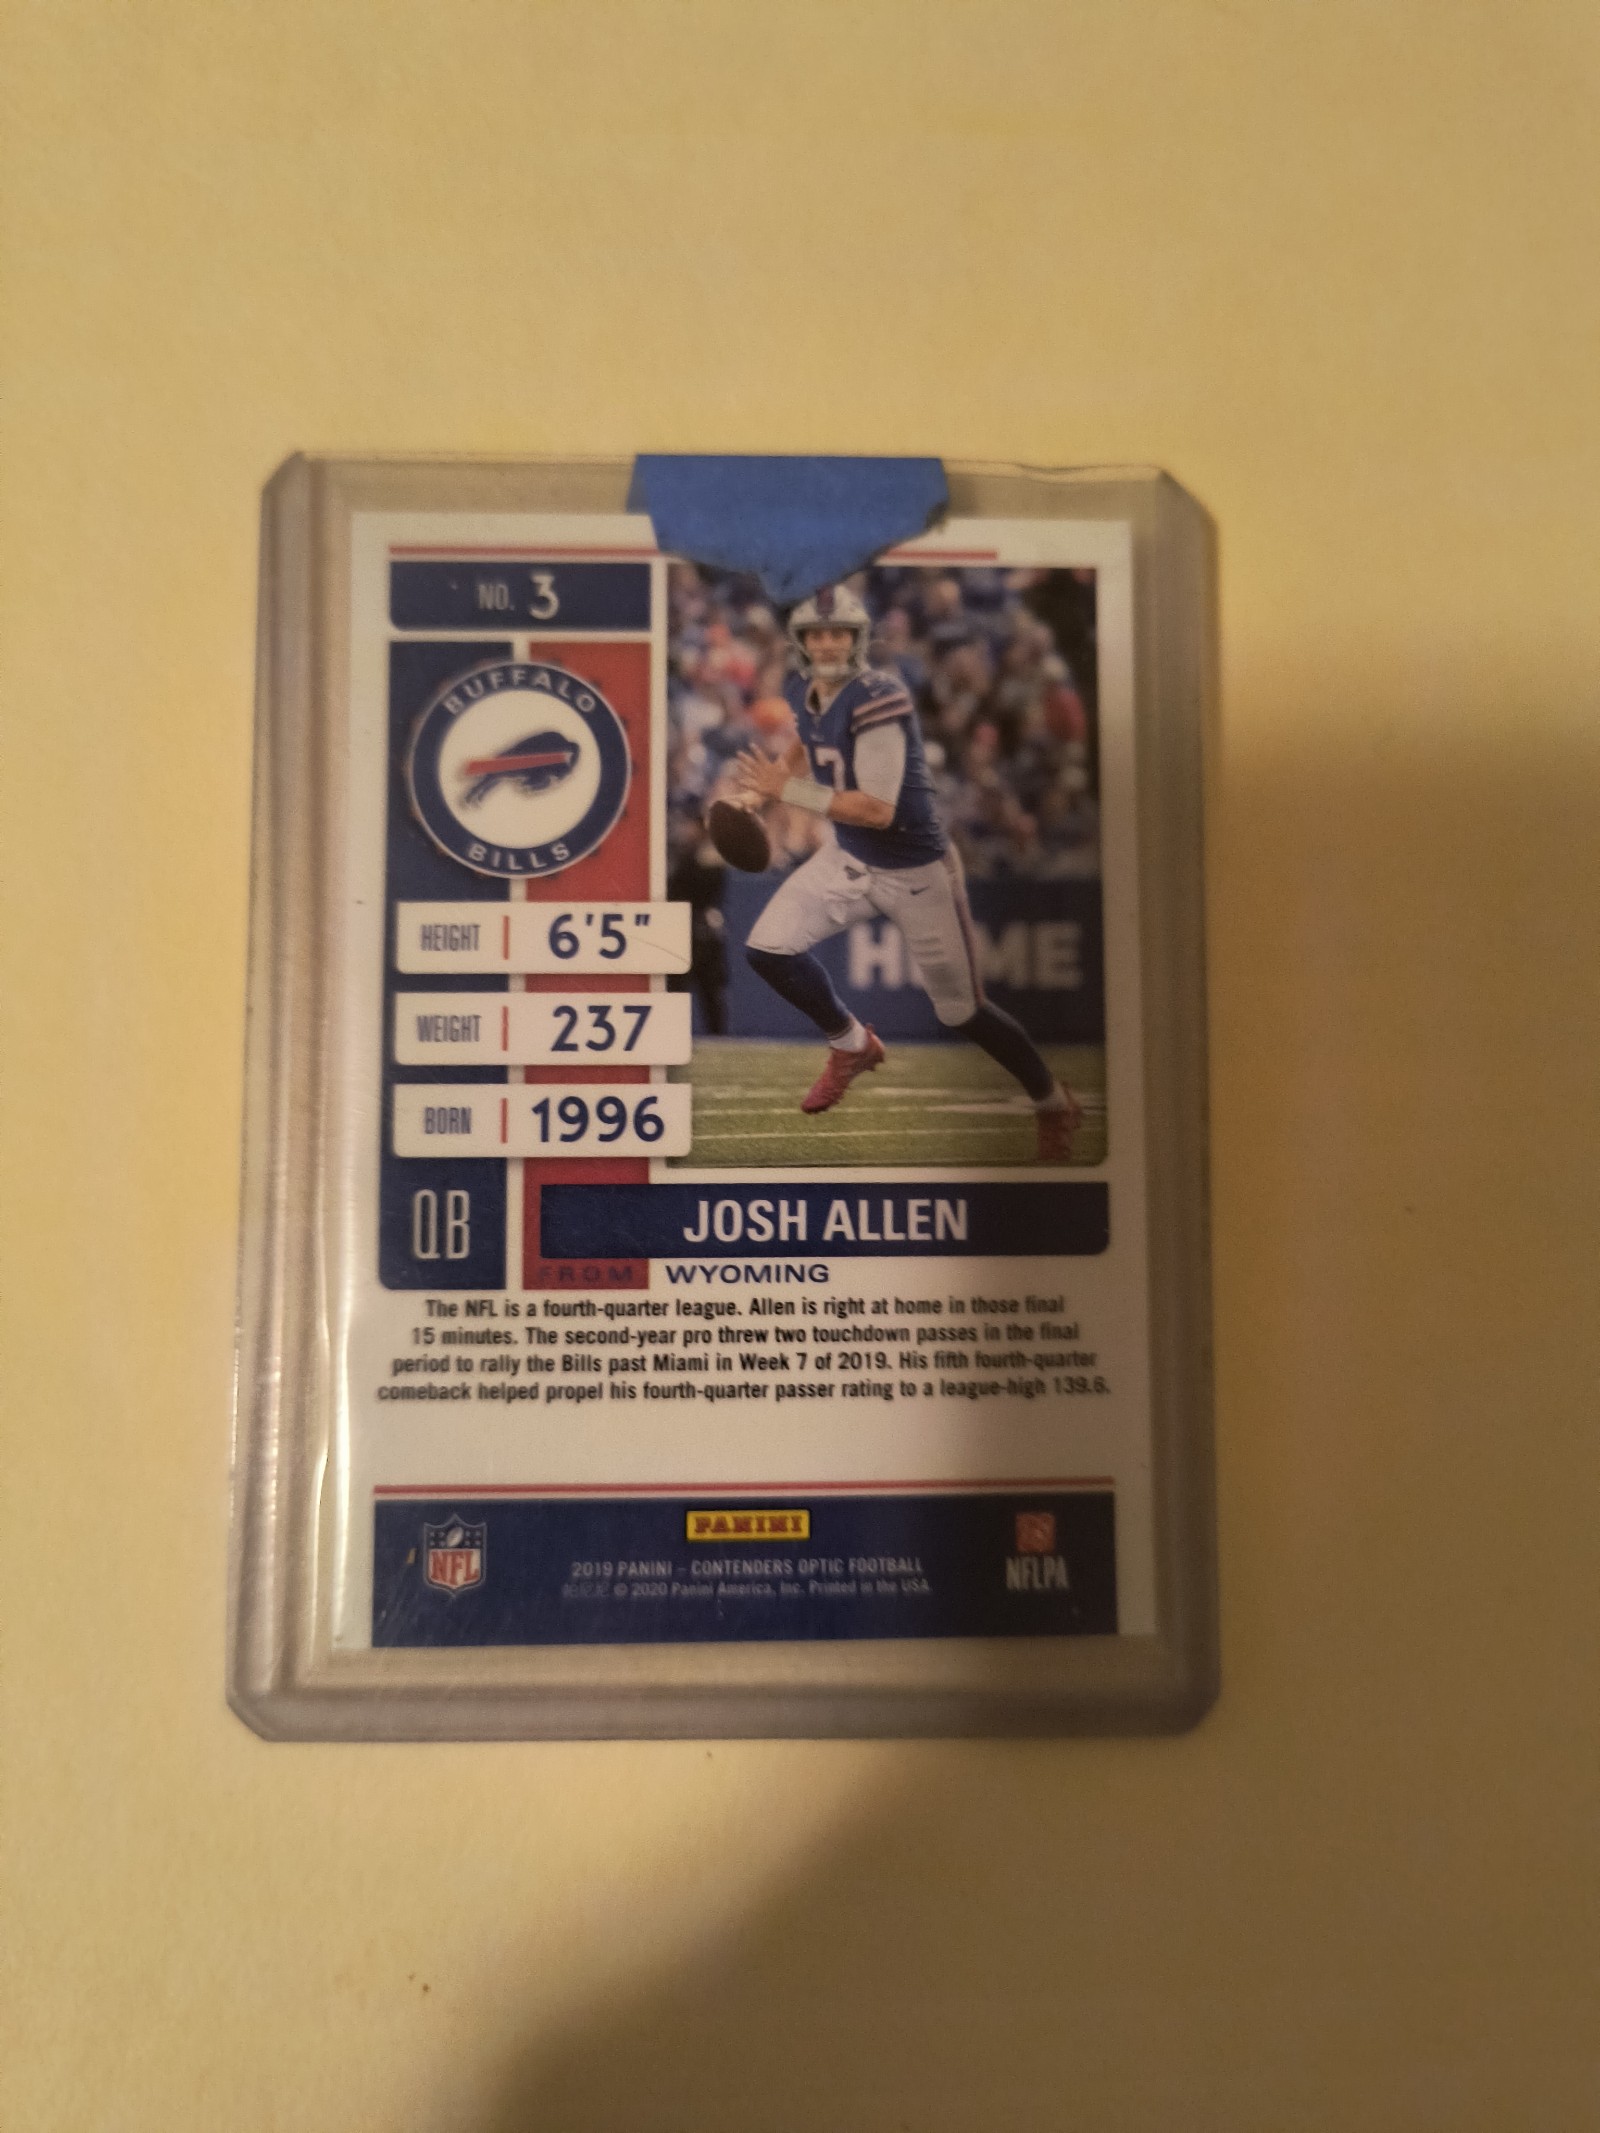 NO. 3
BUFFALO
BILLS
HEIGHT 6'5"
WEIGHT 237
BORN 1996
HOME
QB
JOSH ALLEN
FROM WYOMING
The NFL is a fourth-quarter league. Allen is right at home in those final
15 minutes. The second-year pro threw two touchdown passes in the final
period to rally the Bills past Miami in Week 7 of 2019. His fifth fourth-quarter
comeback helped propel his fourth-quarter passer rating to a league-high 139.6.
NFL
PANINI
2019 PANINI – CONTENDERS OPTIC FOOTBALL
© 2020 Panini America, Inc. Printed in the USA
NFLPA